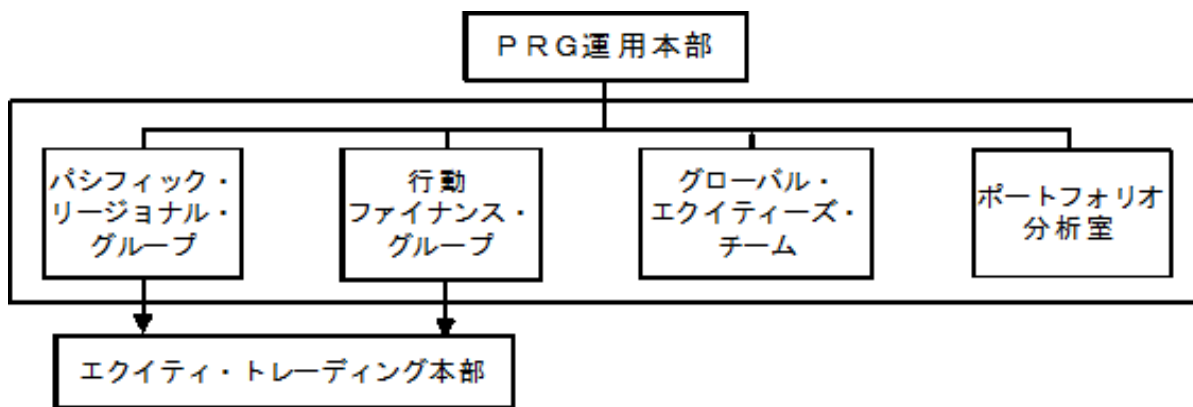 PRG運用本部
パシフィック・
リージョナル・
グループ
行動
ファイナンス・
グループ
グローバル・
エクイティーズ・
チーム
ポートフォリオ
分析室
エクイティ・トレーディング本部